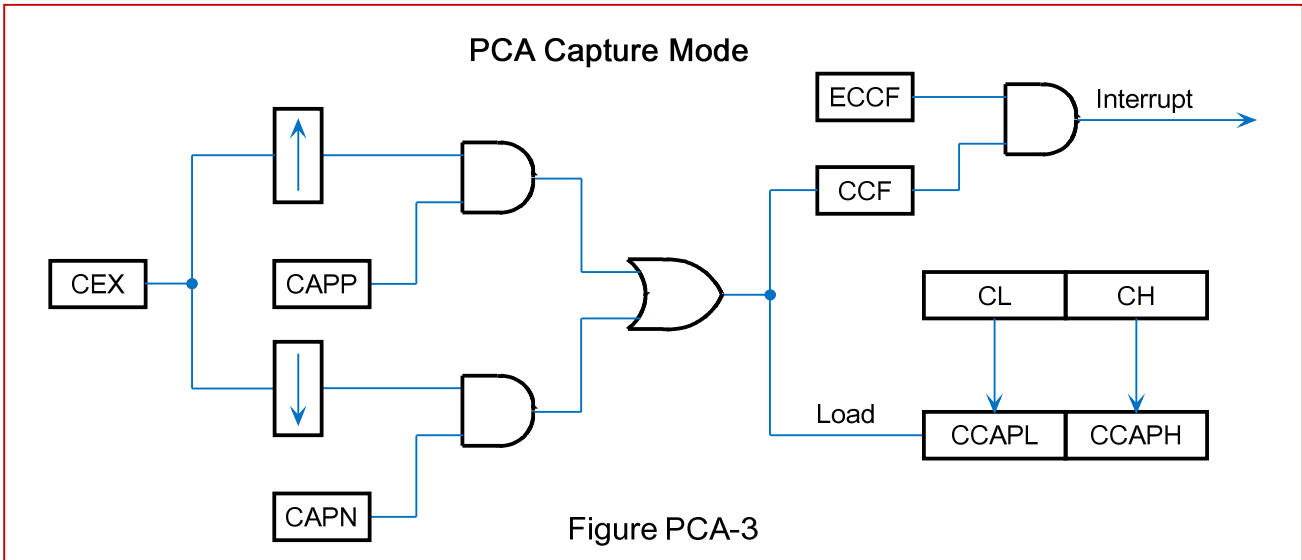 PCA Capture Mode
ECCF
Interrupt
CCF
CEX
CAPP
CL
CH
Load
CCAPL
CCAPH
CAPN
Figure PCA-3